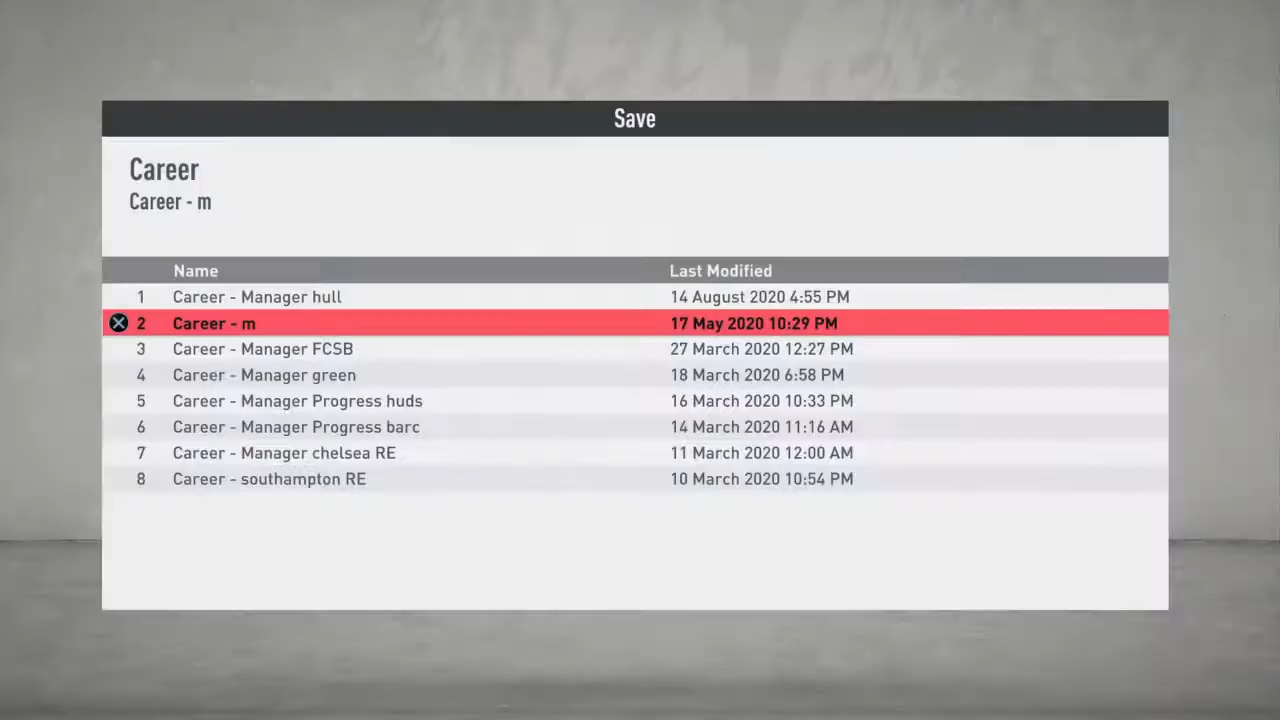 Save
Career
Career - m
Name Last Modified
1 Career - Manager hull 14 August 2020 4:55 PM
2 Career - m 17 May 2020 10:29 PM
3 Career - Manager FCSB 27 March 2020 12:27 PM
4 Career - Manager green 18 March 2020 6:58 PM
5 Career - Manager Progress huds 16 March 2020 10:33 PM
6 Career - Manager Progress barc 14 March 2020 11:16 AM
7 Career - Manager chelsea RE 11 March 2020 12:00 AM
8 Career - southampton RE 10 March 2020 10:54 PM